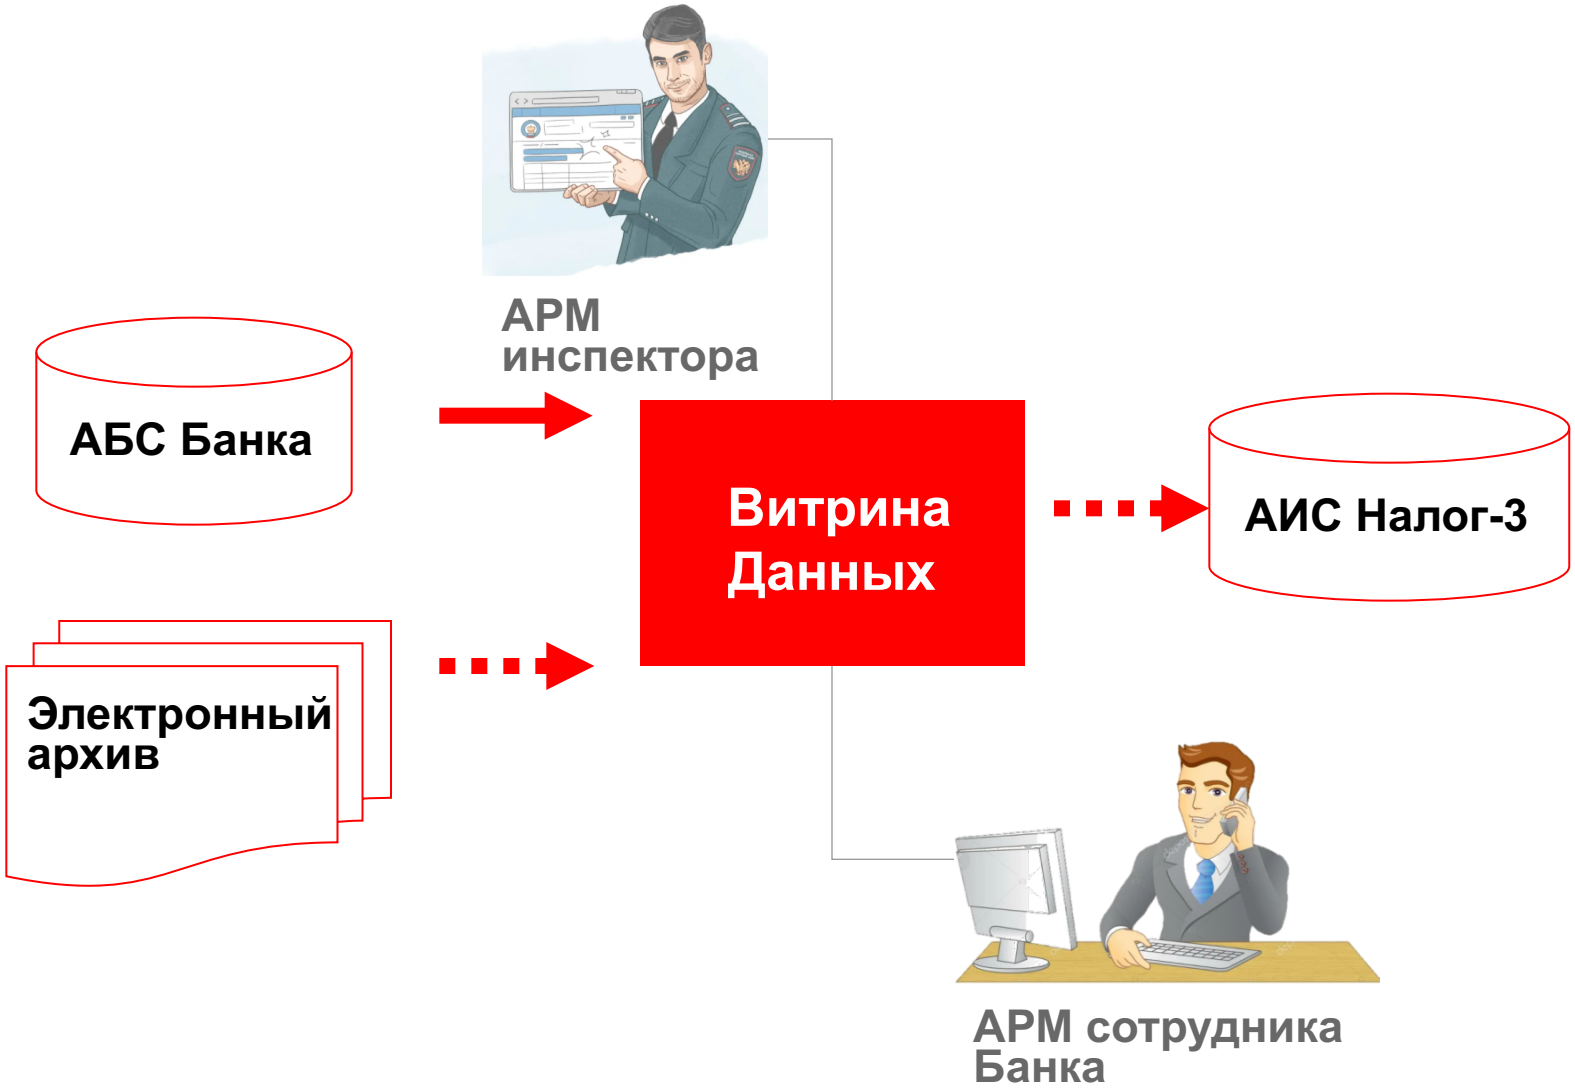 АРМ
инспектора
АБС Банка
Витрина
Данных
АИС Налог-3
Электронный
архив
АРМ сотрудника
Банка